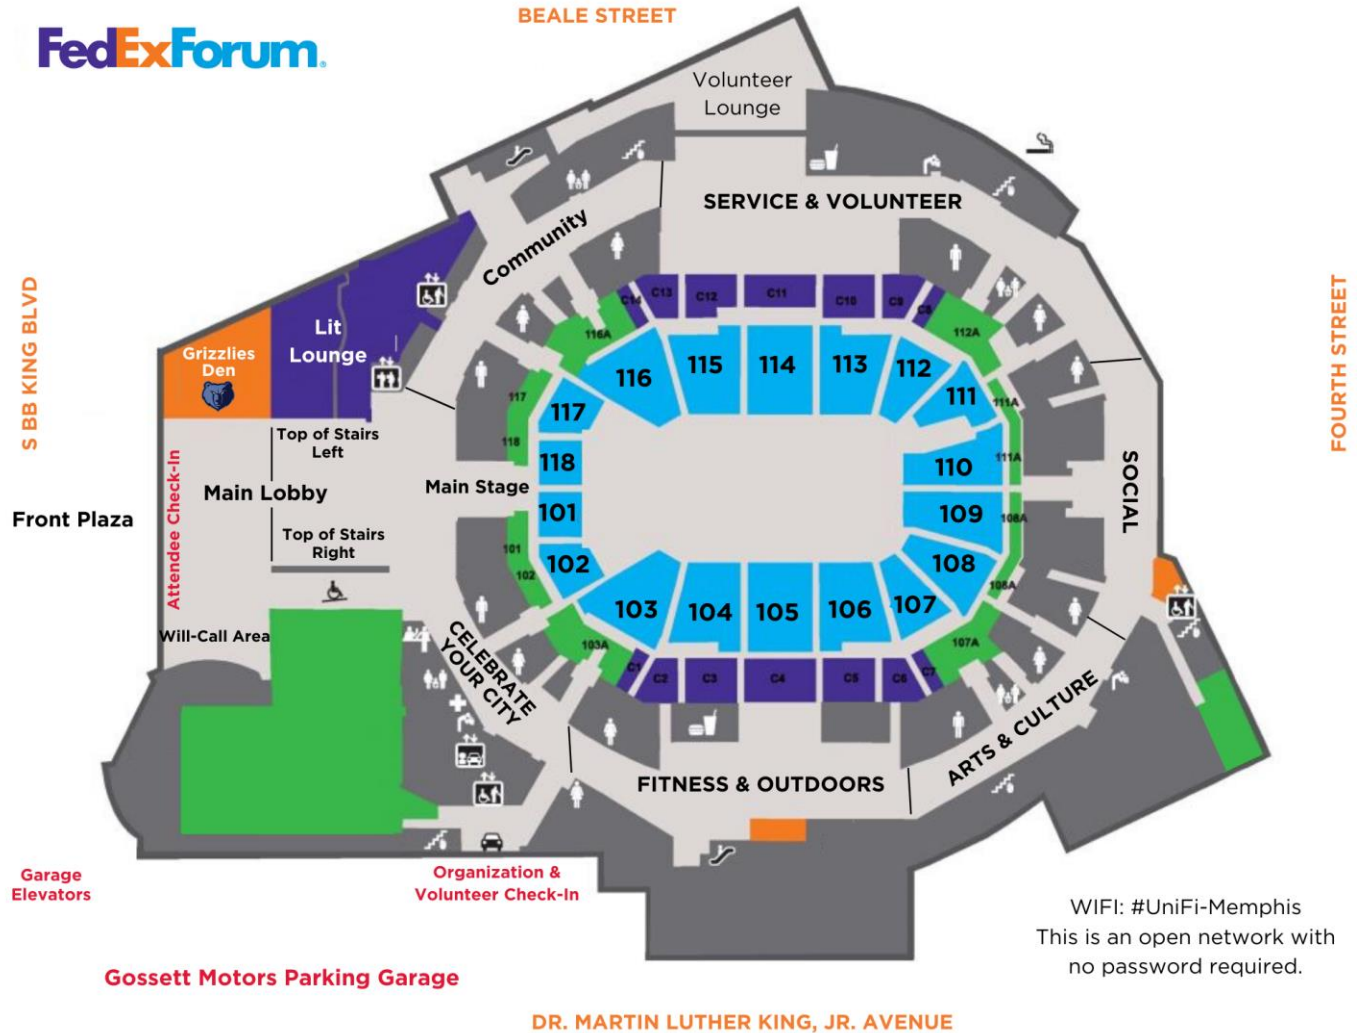 BEALE STREET
FedExForum®
Volunteer
Lounge
SERVICE & VOLUNTEER
Community
S BB KING BLVD
FOURTH STREET
Lit
Lounge
Grizzlies
Den
C14
C13
C12
C11
C10
C9
C8
116A
112A
116
115
114
113
112
111
111A
117
117
118
118
110
111A
Top of Stairs
Left
Main Lobby
Main Stage
Attendee Check-In
Front Plaza
SOCIAL
101
101
109
108A
Top of Stairs
Right
102
102
108
108A
103
104
105
106
107
103A
107A
Will-Call Area
CELEBRATE
YOUR CITY
C1
C2
C3
C4
C5
C6
C7
ARTS & CULTURE
FITNESS & OUTDOORS
Garage
Elevators
Organization &
Volunteer Check-In
WIFI: #UniFi-Memphis
This is an open network with
no password required.
Gossett Motors Parking Garage
DR. MARTIN LUTHER KING, JR. AVENUE